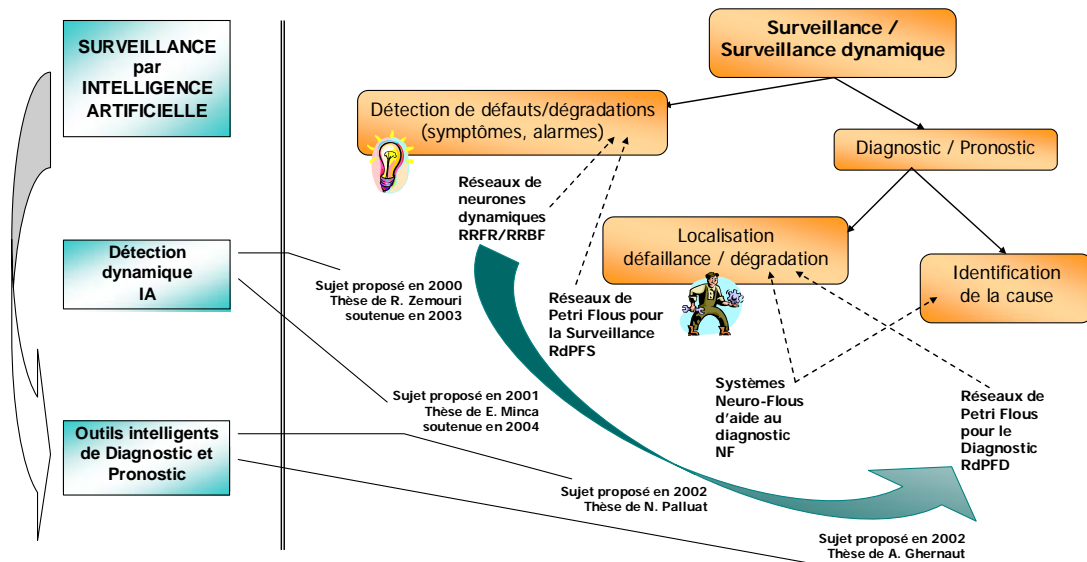 SURVEILLANCE
par
INTELLIGENCE
ARTIFICIELLE
Détection
dynamique
IA
Outils intelligents
de Diagnostic et
Pronostic
Surveillance /
Surveillance dynamique
Détection de défauts/dégradations
(symptômes, alarmes)
Diagnostic / Pronostic
Localisation
défaillance / dégradation
Identification
de la cause
Réseaux de
neurones
dynamiques
RRFR/RRBF
Réseaux de
Petri Flous pour
la Surveillance
RdPFS
Systèmes
Neuro-Flous
d'aide au
diagnostic
NF
Réseaux de
Petri Flous
pour le
Diagnostic
RdPFD
Sujet proposé en 2000
Thèse de R. Zemouri
soutenue en 2003
Sujet proposé en 2001
Thèse de E. Minca
soutenue en 2004
Sujet proposé en 2002
Thèse de N. Palluat
Sujet proposé en 2002
Thèse de A. Ghernaut